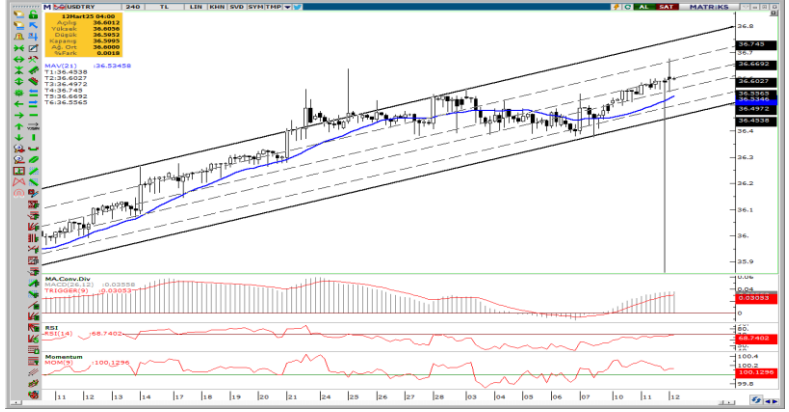 USDTRY 240 TL LIN KHN SVD SYM TMP AL SAT MATRIKS
12Mart25 04:00
Açılış 36.6012
Yüksek 36.6056
Düşük 36.5952
Kapanış 36.5995
Ağ. Ort 36.6000
%Fark 0.0018
MAV(21) :36.53458
T1:36.4538
T2:36.6027
T3:36.4972
T4:36.745
T5:36.6692
T6:36.5565
36.8
36.745
36.6692
36.6027
36.5565
36.5346
36.4972
36.4538
36.4
36.3
36.2
36.1
36
35.9
MA.Conv.Div
MACD(26,12) :0.03558
TRIGGER(9) :0.03053
0.06
0.04
0.03053
0
RSI
RSI(14) :68.7402
80
68.7402
Momentum
MOM(9) :100.1296
100.4
100.2
100.1296
99.8
11 12 13 14 17 18 19 20 21 24 25 26 27 28 03 04 05 06 07 10 11 12